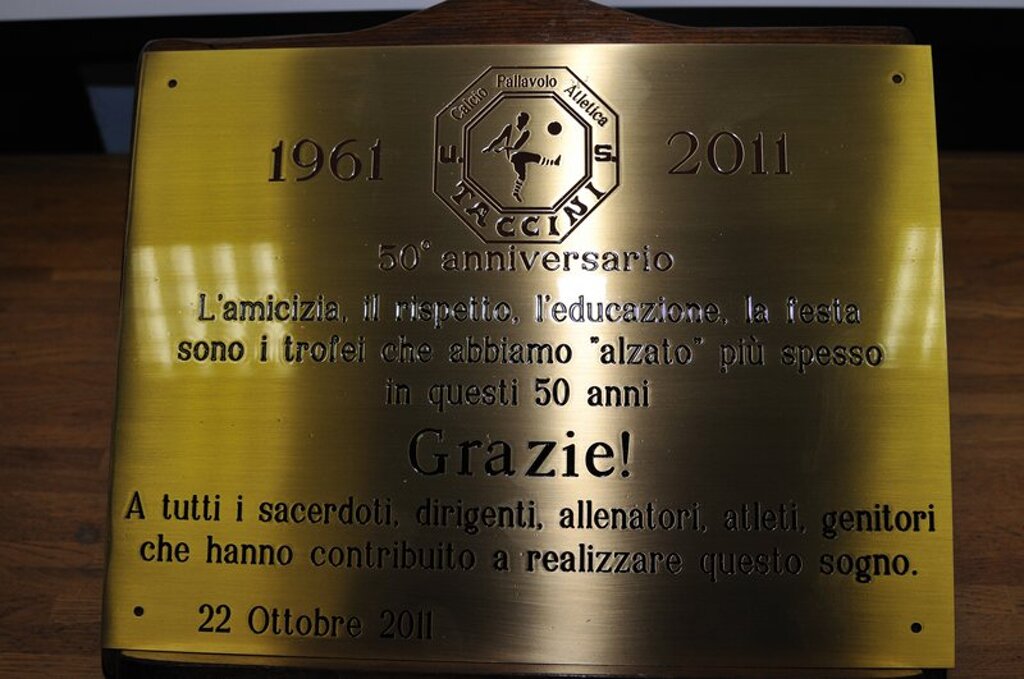 Calcio Pallavolo Atletica
1961 U. S. 2011
TACCINI
50° anniversario
L'amicizia, il rispetto, l'educazione, la festa
sono i trofei che abbiamo "alzato" più spesso
in questi 50 anni
Grazie!
A tutti i sacerdoti, dirigenti, allenatori, atleti, genitori
che hanno contribuito a realizzare questo sogno.
22 Ottobre 2011